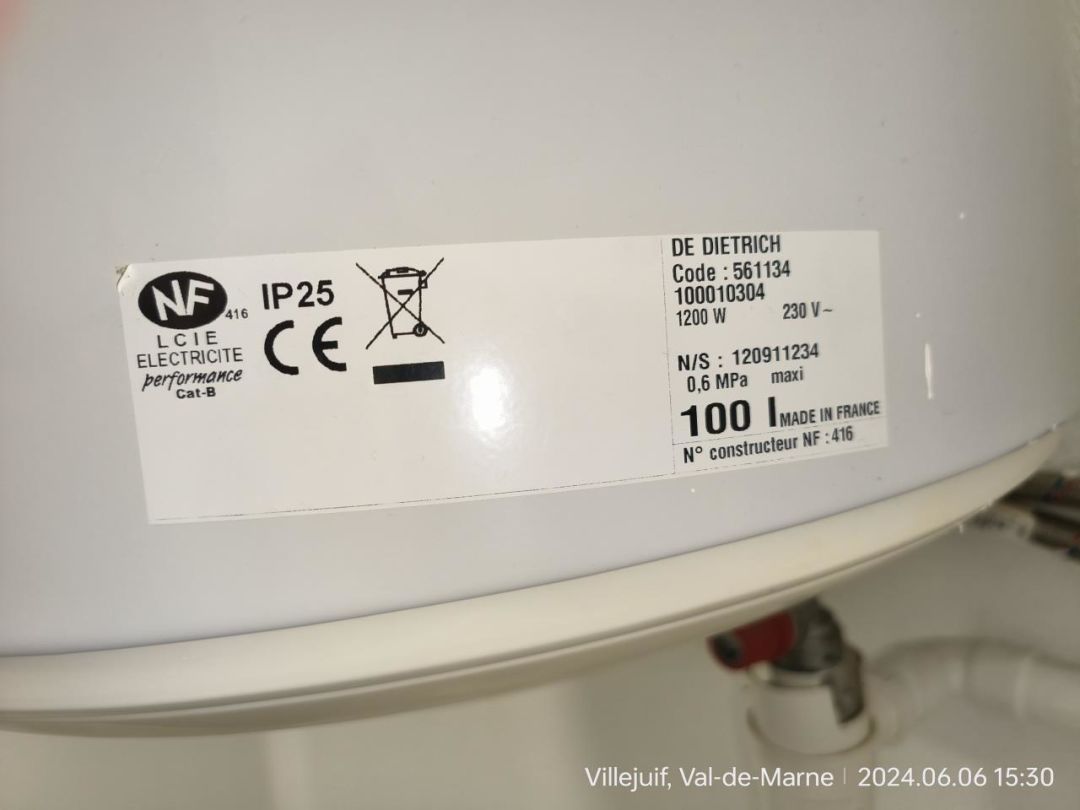 NF
416
IP25
CE
LCIE
ELECTRICITE
performance
Cat-B
DE DIETRICH
Code : 561134
100010304
1200 W 230 V~
N/S : 120911234
0,6 MPa maxi
100 l MADE IN FRANCE
N° constructeur NF : 416
Villejuif, Val-de-Marne | 2024.06.06 15:30